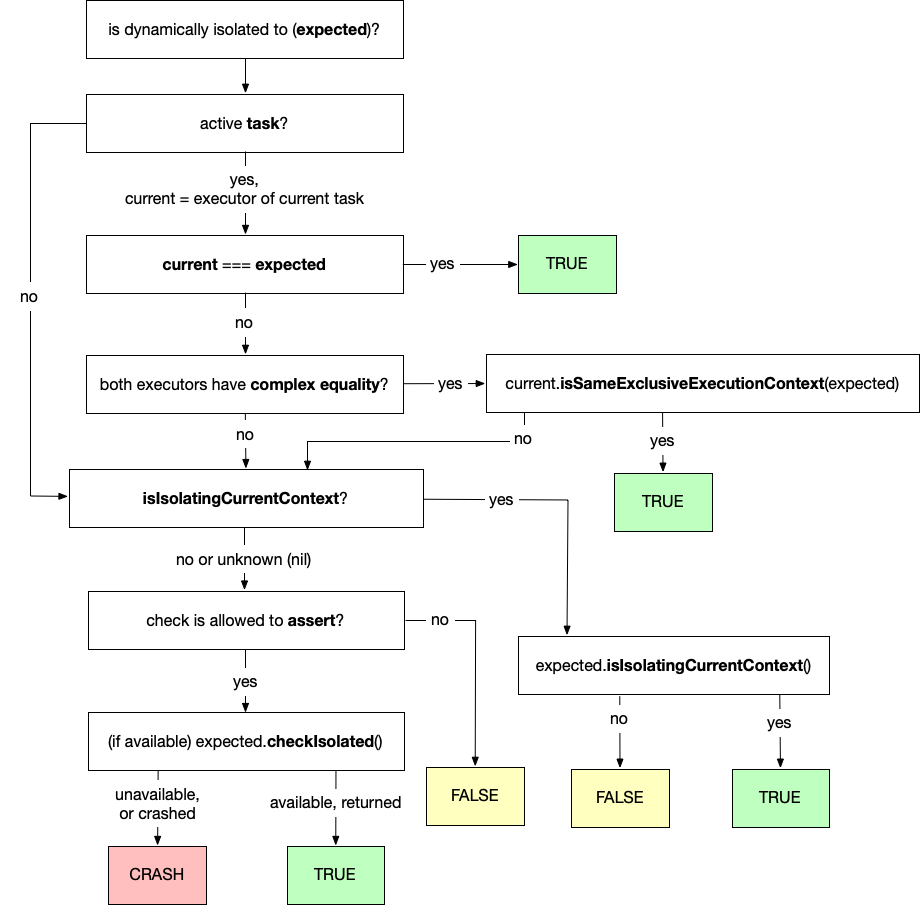 is dynamically isolated to (expected)?
active task?
yes,
current = executor of current task
current === expected
yes
TRUE
no
no
both executors have complex equality?
yes
current.isSameExclusiveExecutionContext(expected)
no
no
yes
isIsolatingCurrentContext?
yes
TRUE
no or unknown (nil)
check is allowed to assert?
no
expected.isIsolatingCurrentContext()
yes
no
yes
(if available) expected.checkIsolated()
FALSE
FALSE
TRUE
unavailable,
or crashed
available, returned
CRASH
TRUE